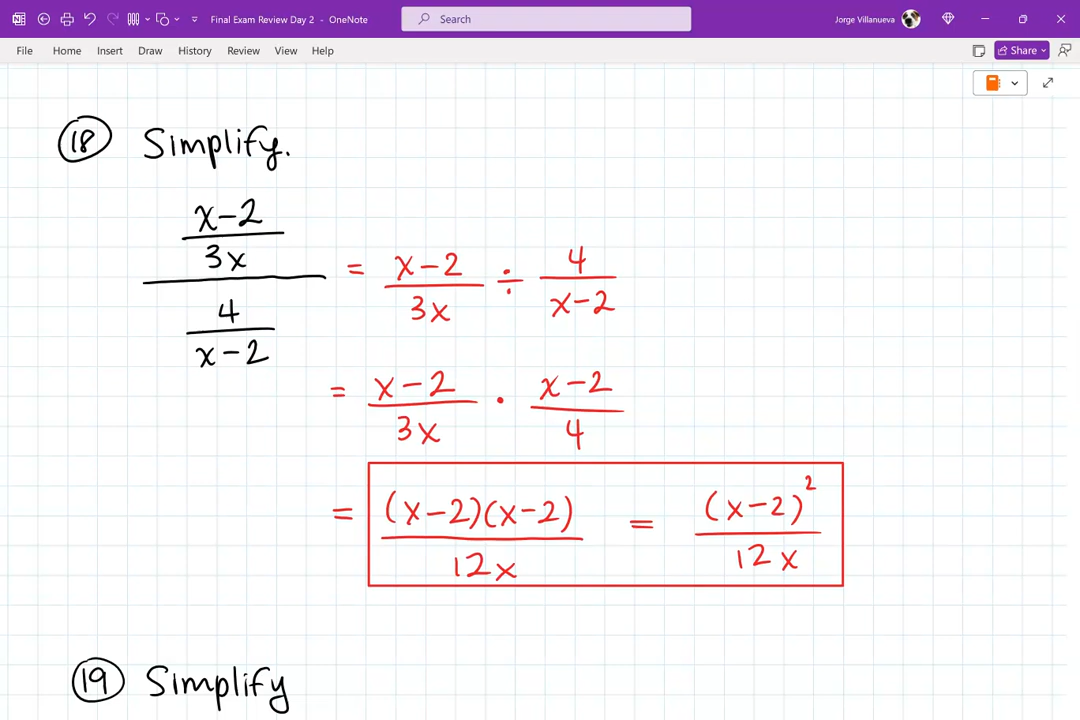 Final Exam Review Day 2 - OneNote
Search
Jorge Villanueva
File Home Insert Draw History Review View Help
Share
18 Simplify.
x-2
3x
4
x-2
= x-2/3x ÷ 4/x-2
= x-2/3x · x-2/4
= (x-2)(x-2)/12x = (x-2)²/12x
19 Simplify